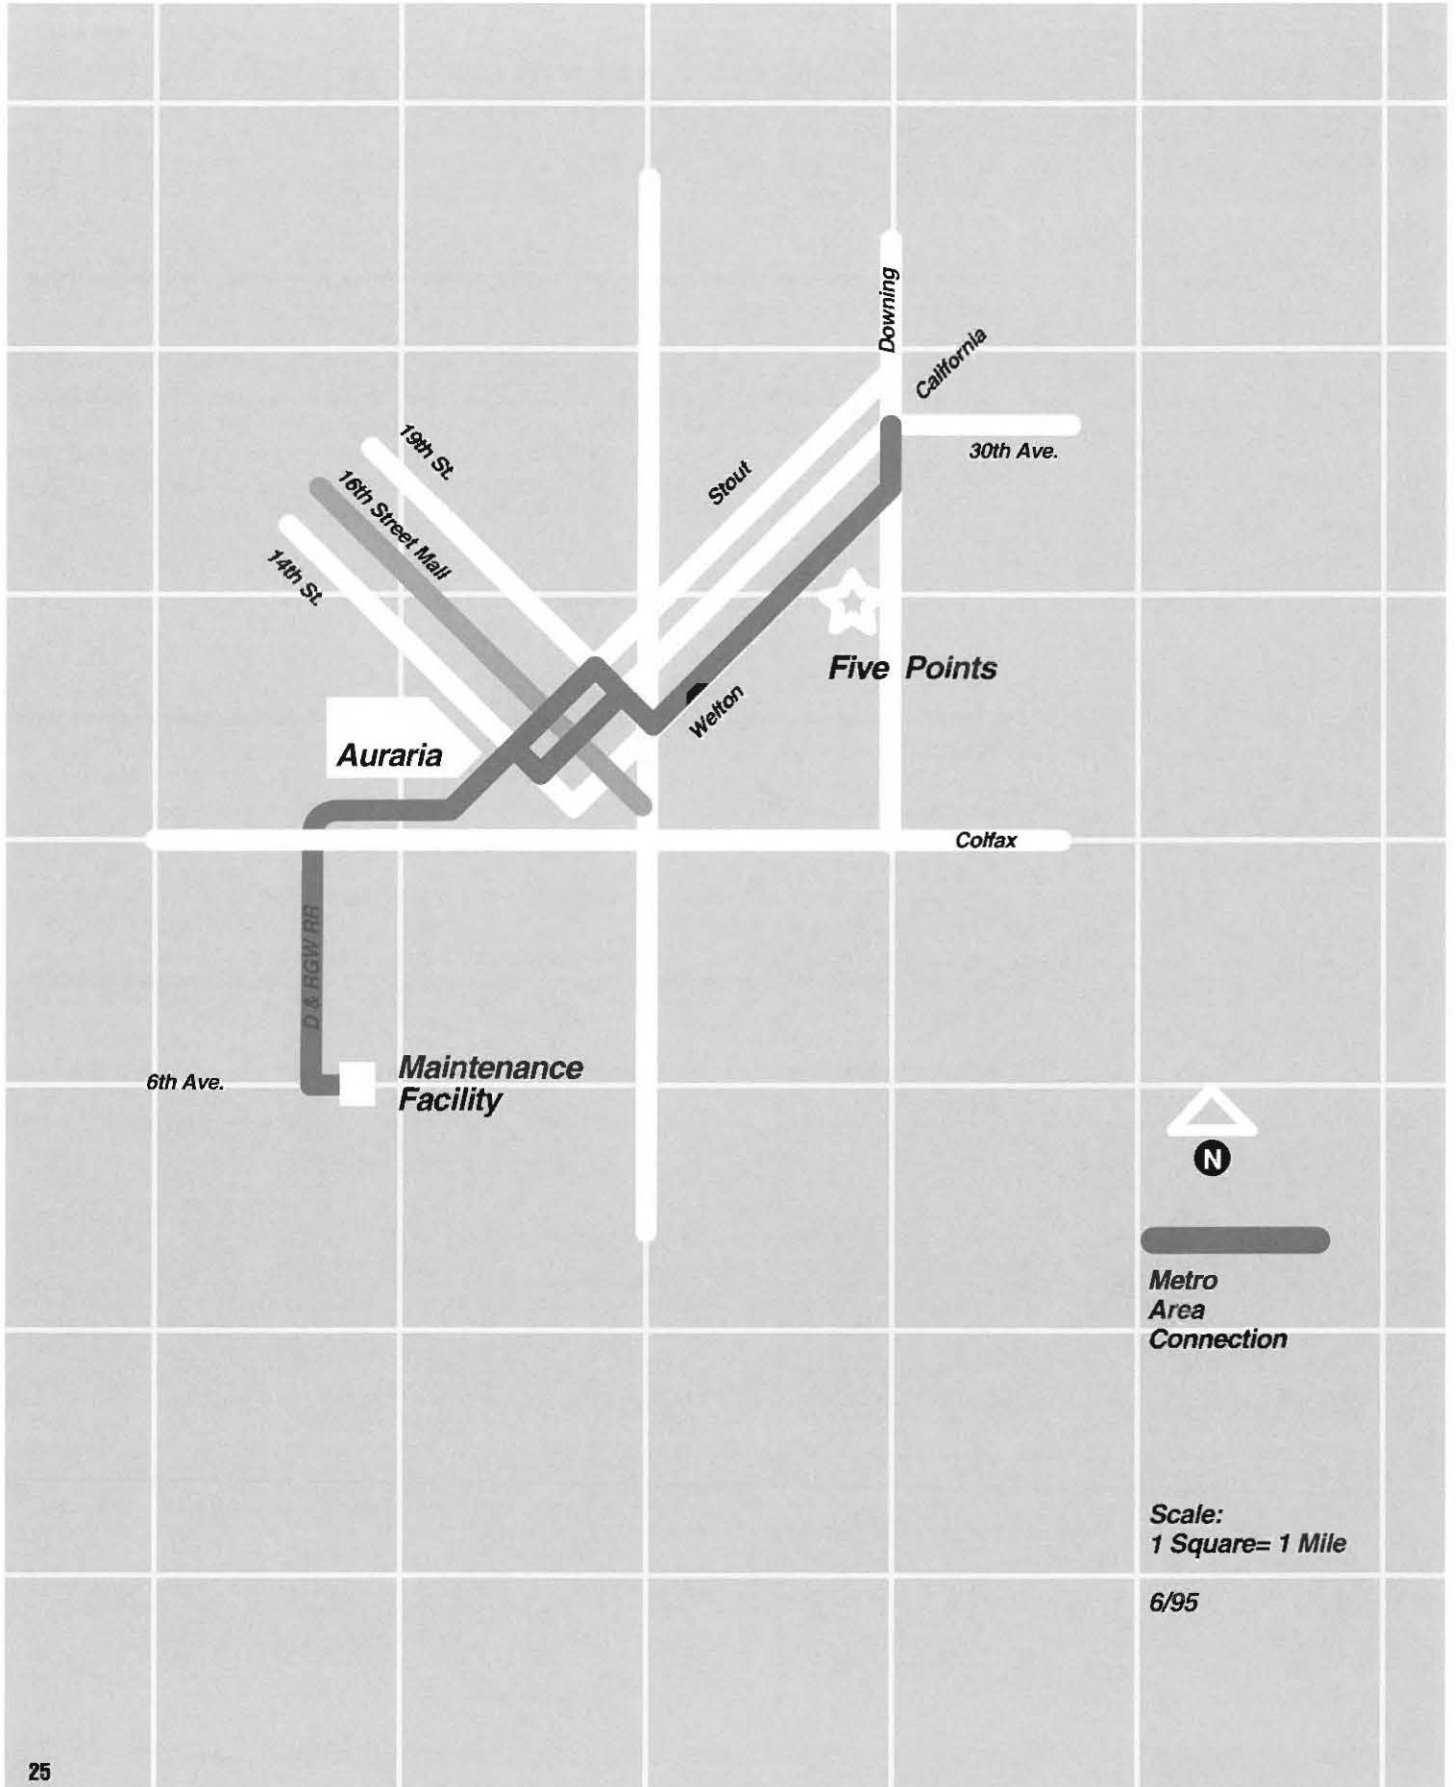 Downing
California
30th Ave.
19th St.
16th Street Mall
14th St.
Stout
Five Points
Welton
Auraria
Colfax
D & RGW RR
6th Ave.
Maintenance
Facility
N
Metro
Area
Connection
Scale:
1 Square= 1 Mile
6/95
25